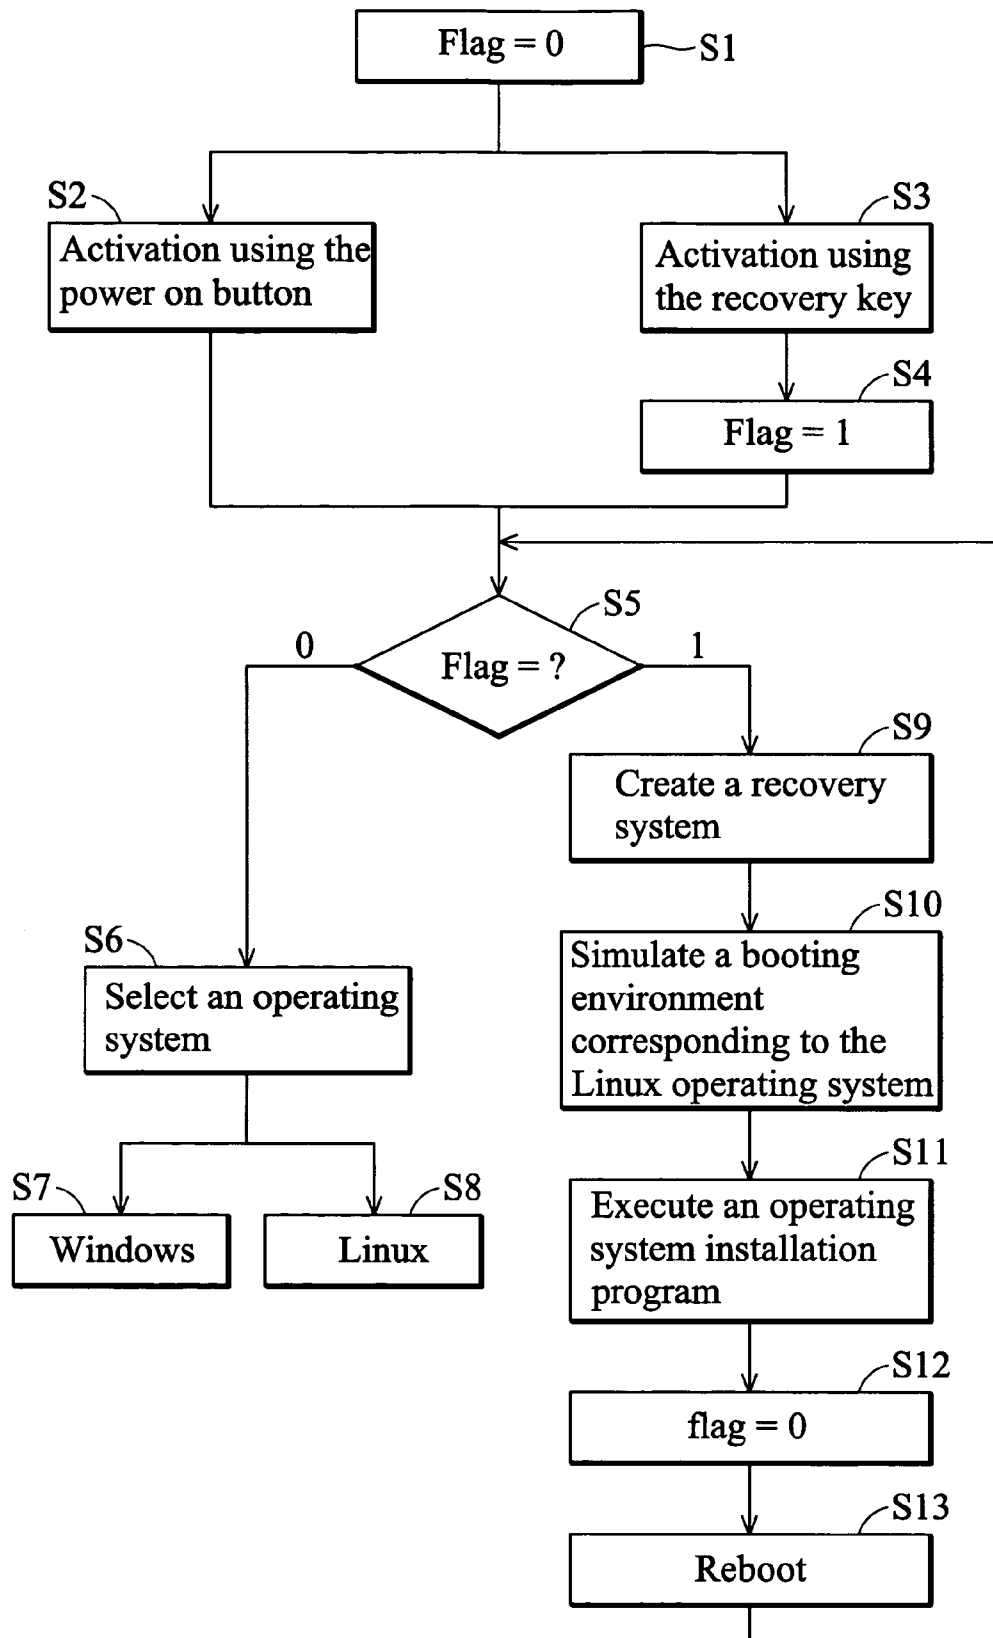 Flag = 0
S1
S2
S3
Activation using the
power on button
Activation using
the recovery key
S4
Flag = 1
S5
0
1
Flag = ?
S9
Create a recovery
system
S10
S6
Simulate a booting
environment
corresponding to the
Linux operating system
Select an operating
system
S11
S7
S8
Execute an operating
system installation
program
Windows
Linux
S12
flag = 0
S13
Reboot